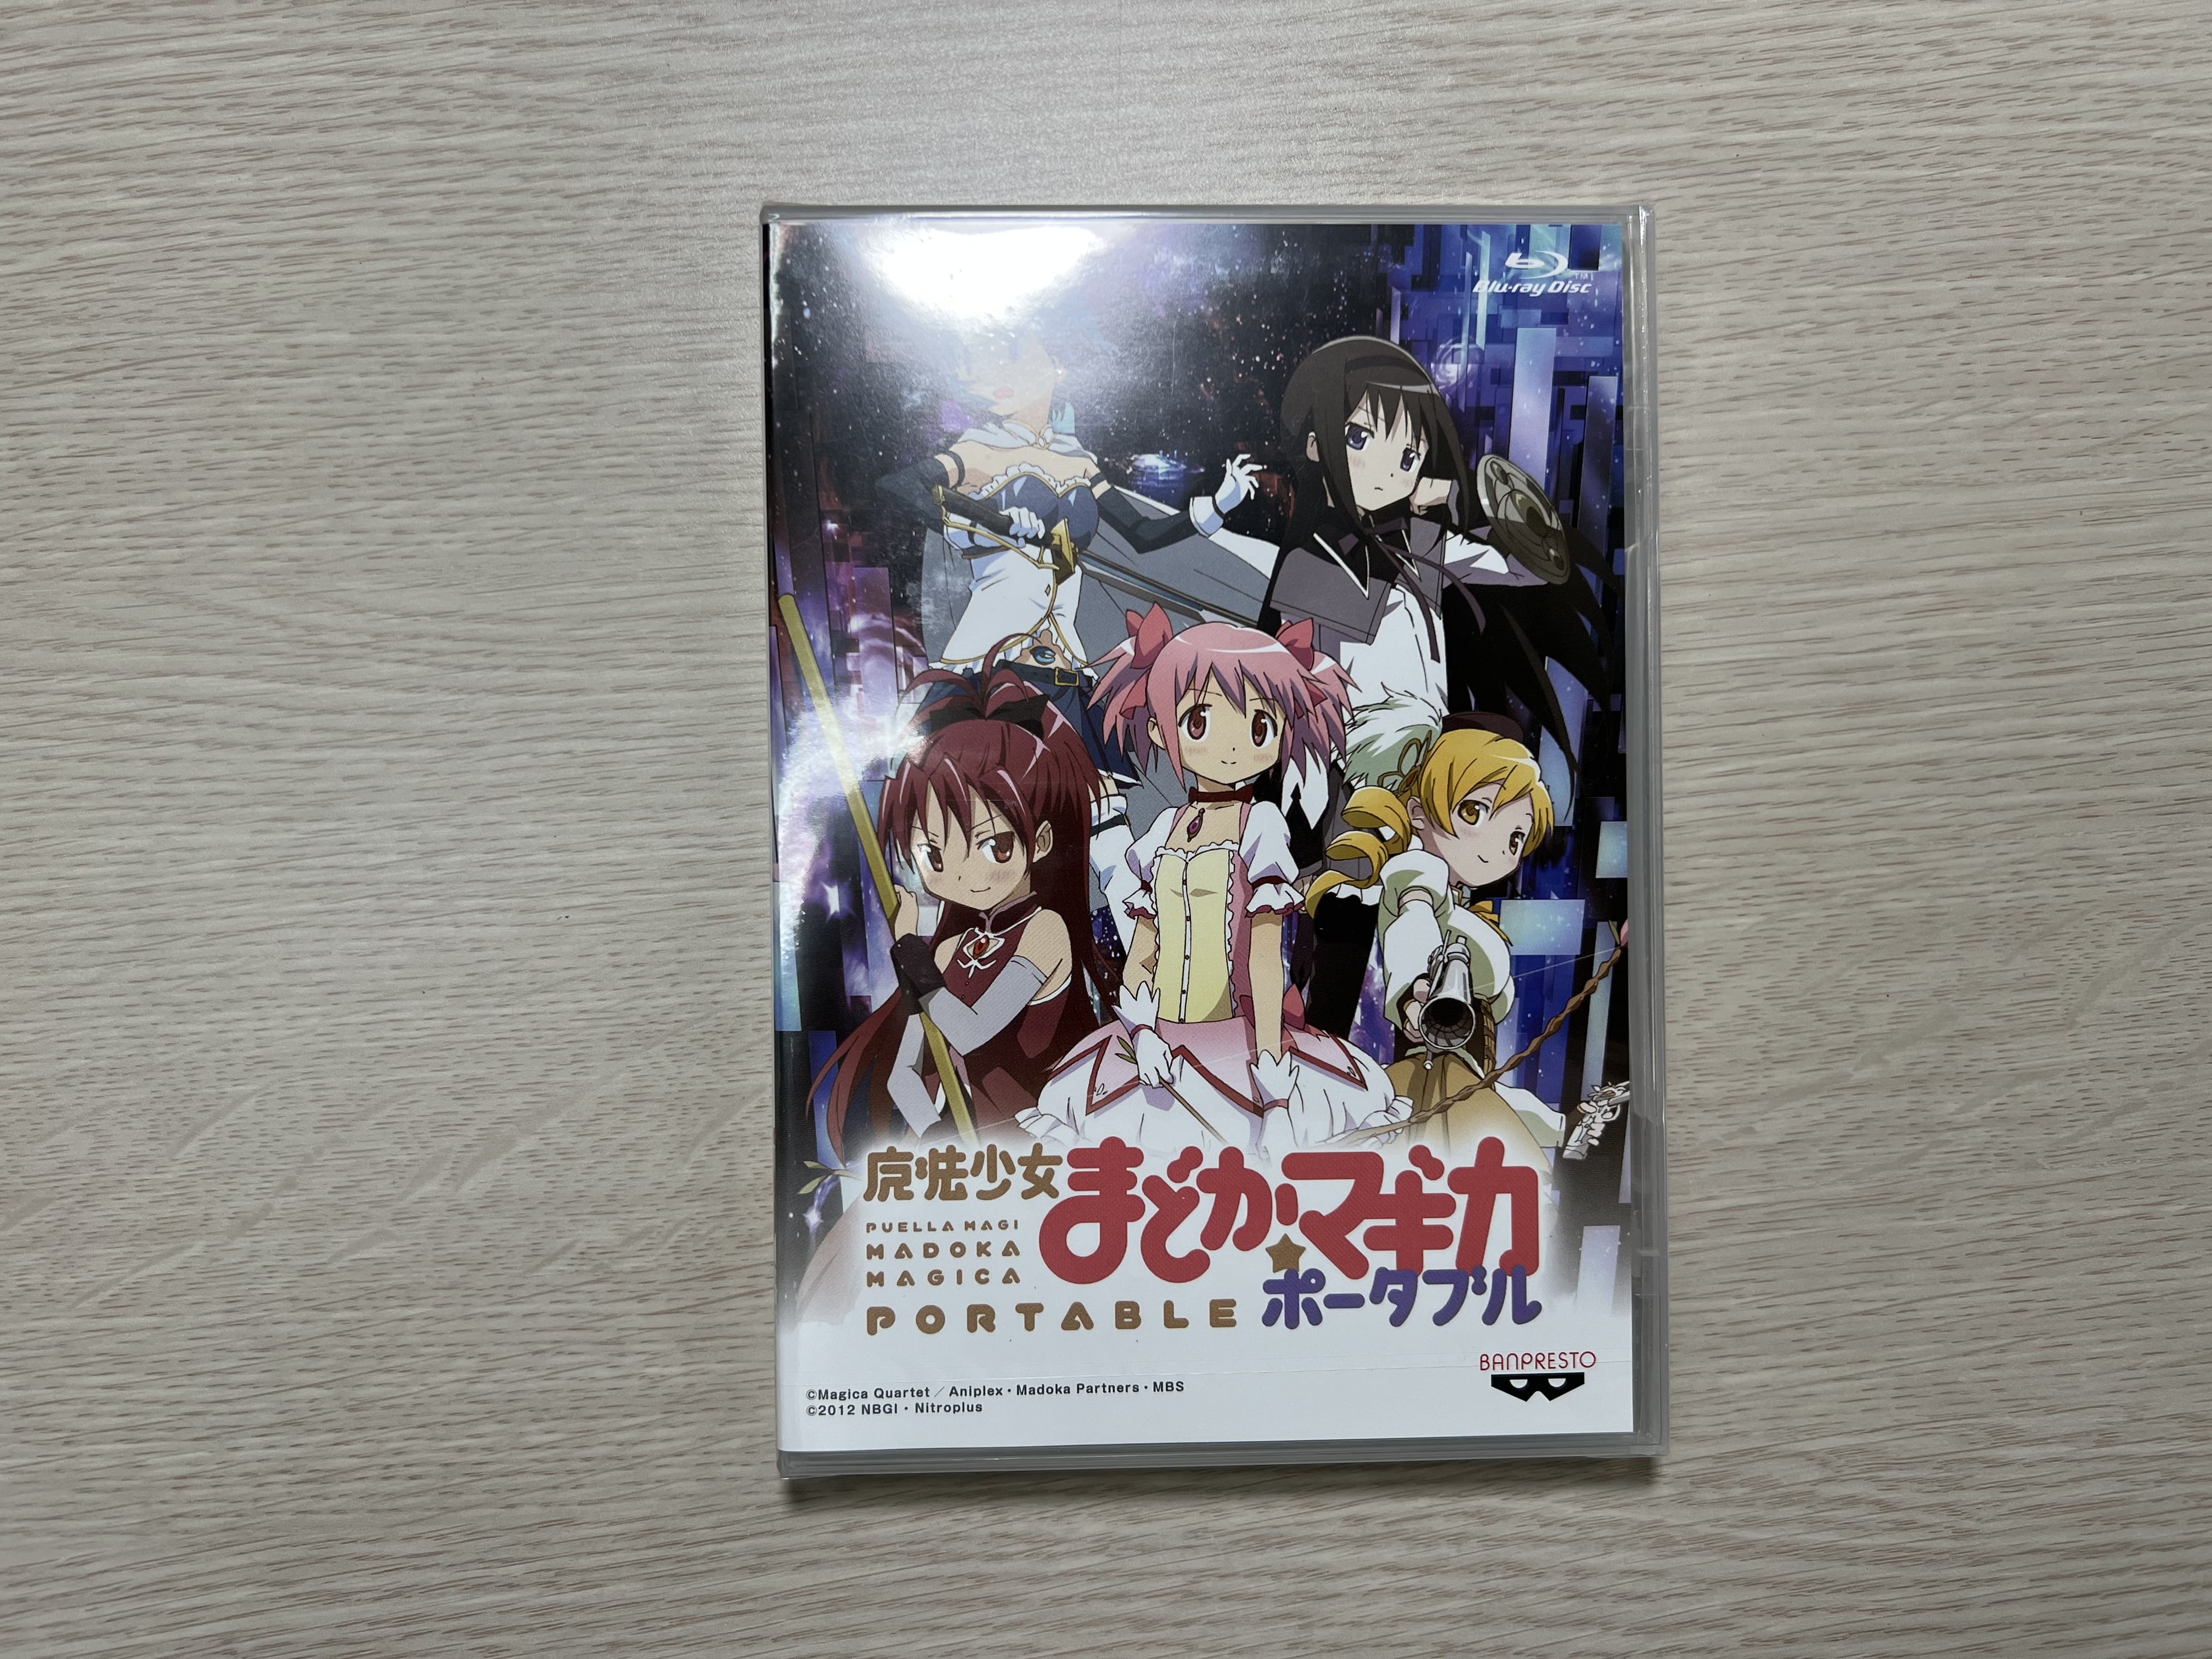 Blu-ray Disc TM
魔法少女
まどか★マギカ
PUELLA MAGI
MADOKA
MAGICA
PORTABLE
ポータブル
BANPRESTO
©Magica Quartet／Aniplex・Madoka Partners・MBS
©2012 NBGI・Nitroplus